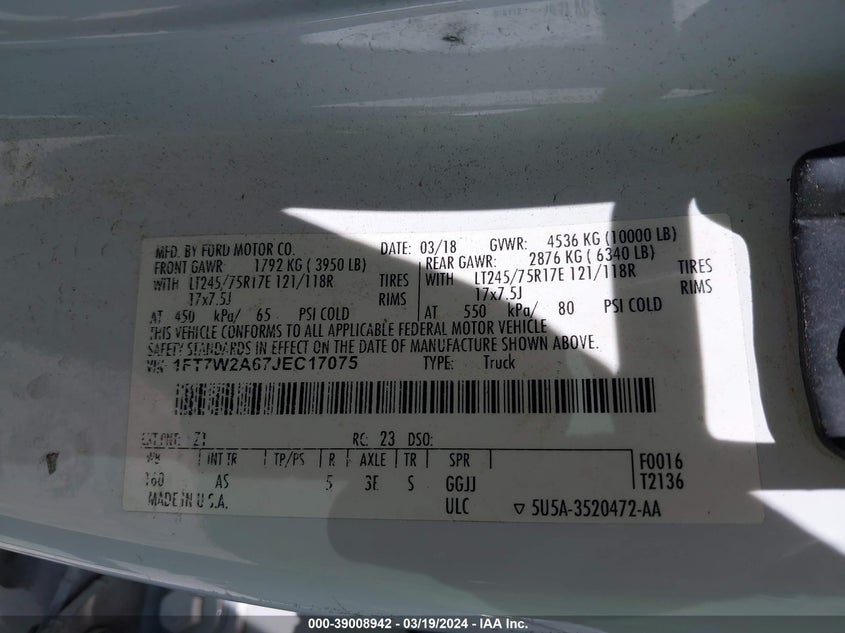 MFD. BY FORD MOTOR CO. DATE: 03/18 GVWR: 4536 KG (10000 LB)
FRONT GAWR: 1792 KG ( 3950 LB) REAR GAWR: 2876 KG ( 6340 LB)
WITH LT245/75R17E 121/118R TIRES WITH LT245/75R17E 121/118R TIRES
17x7.5J RIMS 17x7.5J RIMS
AT 450 kPa/ 65 PSI COLD AT 550 kPa/ 80 PSI COLD
THIS VEHICLE CONFORMS TO ALL APPLICABLE FEDERAL MOTOR VEHICLE
SAFETY STANDARDS IN EFFECT ON THE DATE OF MANUFACTURE SHOWN ABOVE.
VIN: 1FT7W2A67JEC17075 TYPE: Truck
EXT PNT: Z1 RC: 23 DSO:
WB INT TR TP/PS R AXLE TR SPR F0016
160 AS 5 3E S GGJJ T2136
MADE IN U.S.A. ULC ▽ 5U5A-3520472-AA
000-39008942 - 03/19/2024 - IAA Inc.